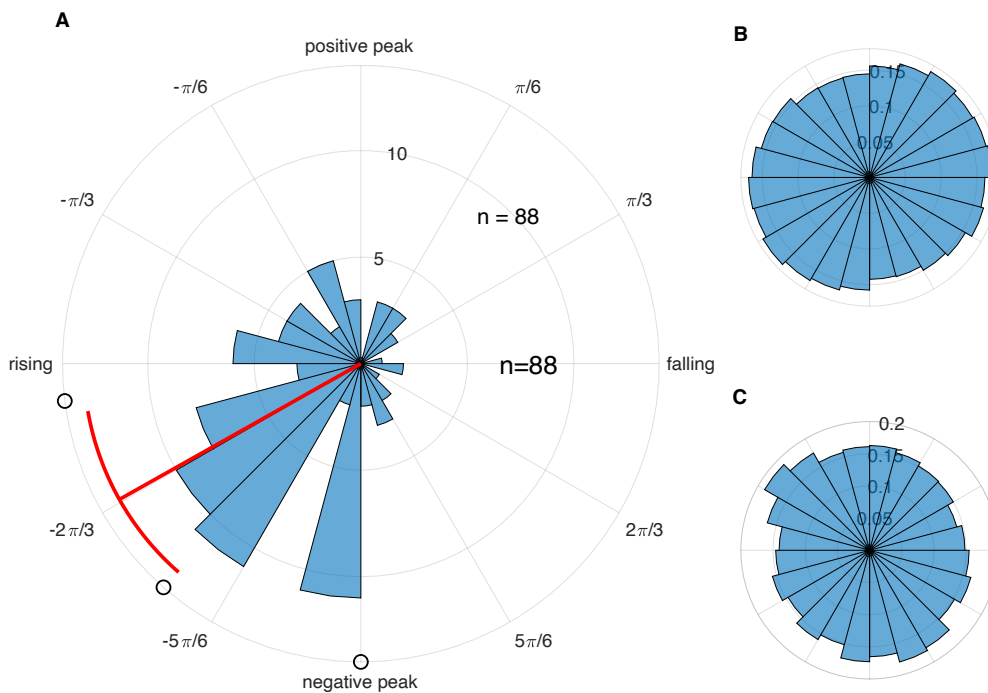 A
positive peak
-π/6
π/6
-π/3
π/3
10
n = 88
5
rising
n=88
falling
-2π/3
2π/3
-5π/6
5π/6
negative peak
B
0.15
0.1
0.05
C
0.2
0.15
0.1
0.05